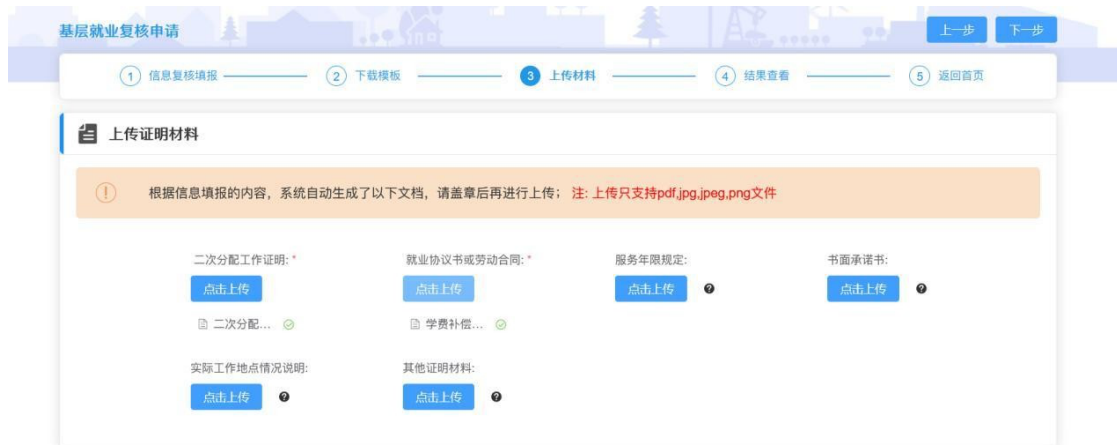 基层就业复核申请
上一步
下一步
1 信息复核填报
2 下载模板
3 上传材料
4 结果查看
5 返回首页
上传证明材料
根据信息填报的内容，系统自动生成了以下文档，请盖章后再进行上传；注: 上传只支持pdf,jpg,jpeg,png文件
二次分配工作证明: *
就业协议书或劳动合同: *
服务年限规定:
书面承诺书:
点击上传
点击上传
点击上传
点击上传
二次分配...
学费补偿...
实际工作地点情况说明:
其他证明材料:
点击上传
点击上传